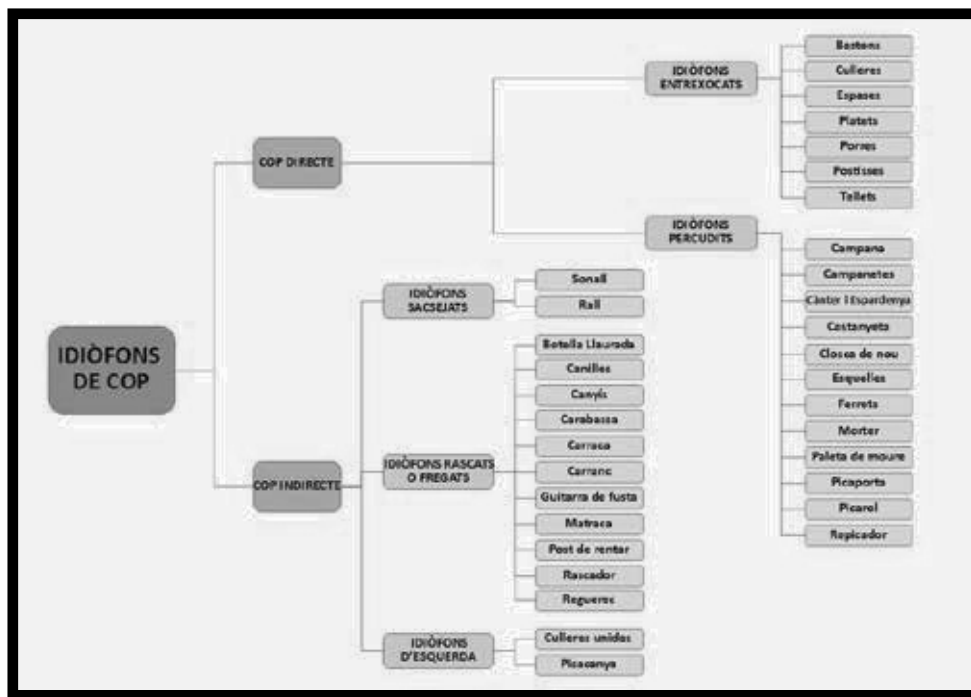 IDIÒFONS
DE COP
COP DIRECTE
IDIÒFONS
ENTREXOCATS
Bastons
Culleres
Espases
Platets
Porres
Postisses
Tellets
IDIÒFONS
PERCUDITS
Campana
Campanetes
Cànter i Espardenya
Castanyeta
Closca de nou
Esquelles
Ferrets
Morter
Paleta de moure
Picaporta
Picarol
Repicador
COP INDIRECTE
IDIÒFONS
SACSEJATS
Sonall
Rall
IDIÒFONS RASCATS
O FREGATS
Botella Llaurada
Canilles
Canyís
Carabassa
Carraca
Carranc
Guitarra de fusta
Matraca
Post de rentar
Rascador
Regueres
IDIÒFONS
D'ESQUERDA
Culleres unides
Picacanya